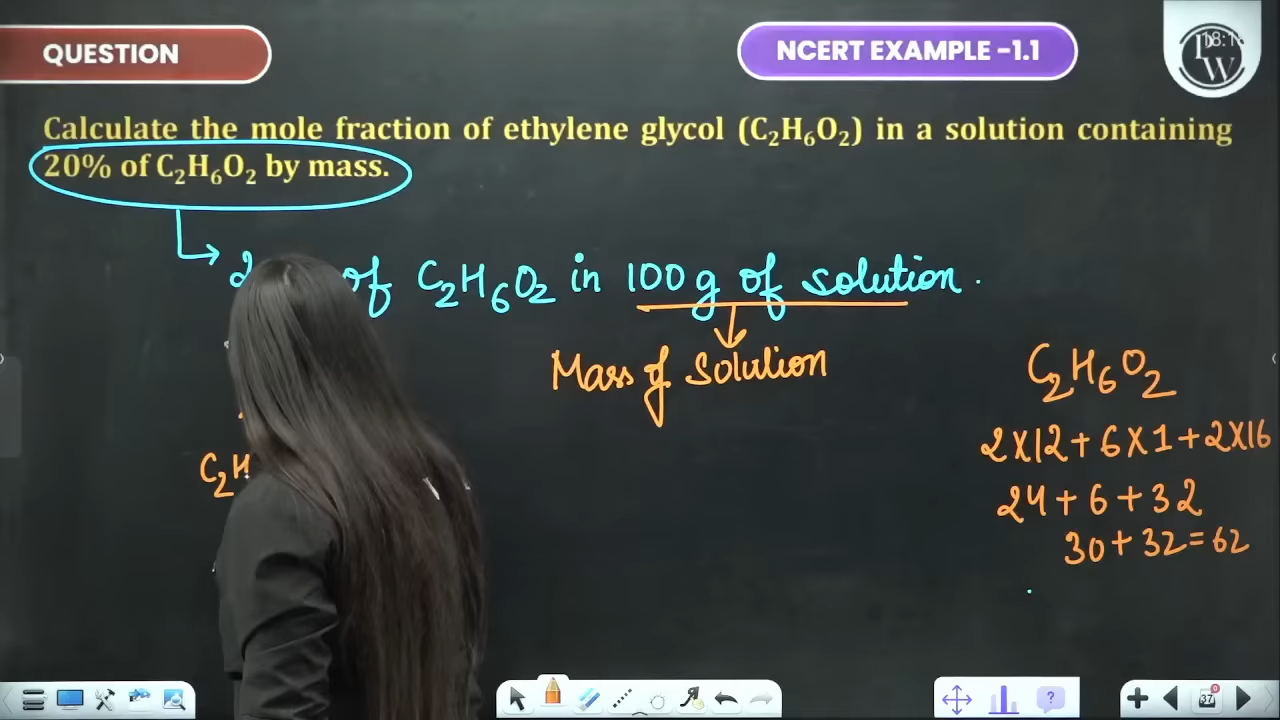 QUESTION
NCERT EXAMPLE -1.1
Calculate the mole fraction of ethylene glycol (C₂H₆O₂) in a solution containing
20% of C₂H₆O₂ by mass.
of C₂H₆O₂ in 100 g of solution.
Mass of Solution
C₂H₆O₂
2×12+6×1+2×16
C₂H
24+6+32
30+32=62
37